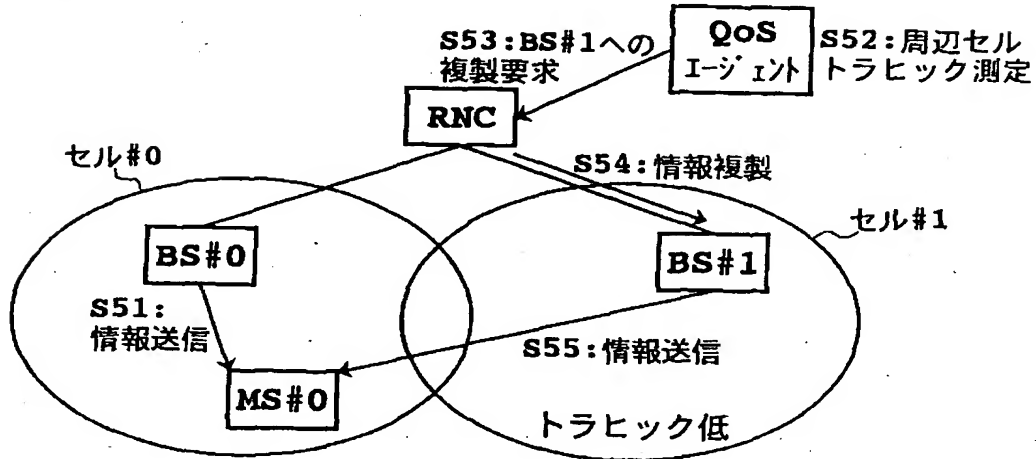 S53:BS#1への
複製要求
QoS
エージェント
S52:周辺セル
トラヒック測定
RNC
セル#0
S54:情報複製
セル#1
BS#0
BS#1
S51:
情報送信
S55:情報送信
MS#0
トラヒック低